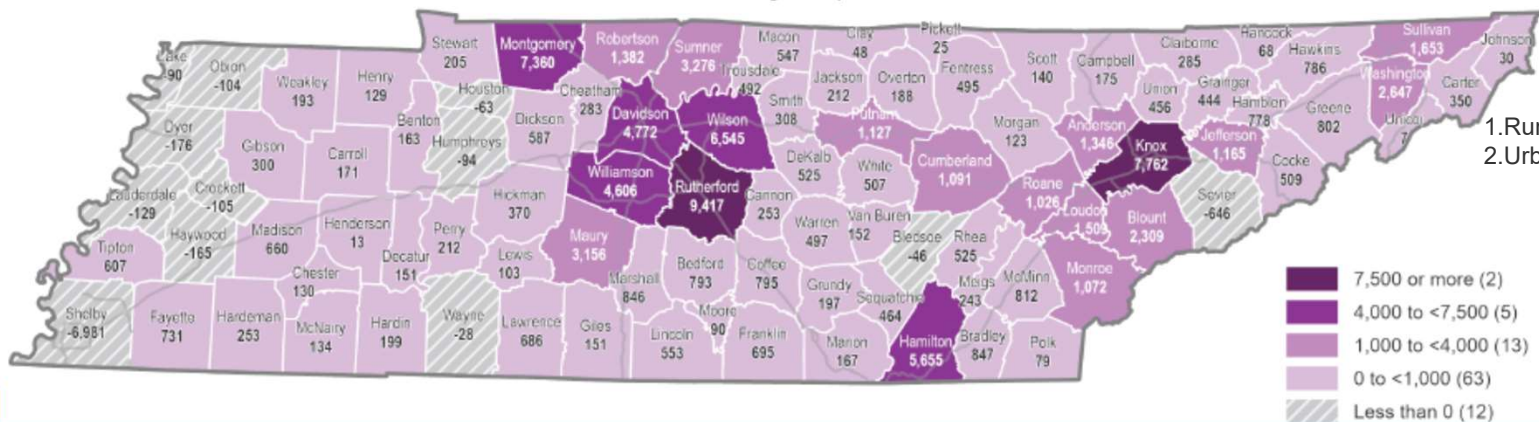 Stewart
205
Montgomery
7,360
Robertson
1,382
Sumner
3,276
Macon
547
Clay
48
Pickett
25
Scott
140
Campbell
175
Claiborne
285
Hancock
68
Hawkins
786
Sullivan
1,653
Johnson
30
Lake
Obion
-104
Weakley
193
Henry
129
Houston
-63
Cheatham
283
Trousdale
492
Jackson
212
Overton
188
Fentress
495
Union
456
Grainger
444
Hamblen
778
Greene
802
Washington
2,647
Carter
350
Unicoi
7
1.Rur
2.Urb
Dyer
-176
Gibson
300
Carroll
171
Benton
163
Humphreys
-94
Dickson
587
Davidson
4,772
Wilson
6,545
Smith
308
Putnam
1,127
Morgan
123
Anderson
1,346
Knox
7,762
Jefferson
1,165
Cocke
509
Lauderdale
-129
Crockett
-105
Haywood
-165
Madison
660
Henderson
13
Decatur
151
Perry
212
Hickman
370
Williamson
4,606
Rutherford
9,417
Cannon
253
DeKalb
525
White
507
Cumberland
1,091
Roane
1,026
Loudon
1,509
Blount
2,309
Sevier
-646
Tipton
607
Chester
130
Lewis
103
Maury
3,156
Marshall
846
Bedford
793
Coffee
795
Warren
497
Van Buren
152
Bledsoe
-46
Rhea
525
Meigs
243
McMinn
812
Monroe
1,072
Shelby
-6,981
Fayette
731
Hardeman
253
McNairy
134
Hardin
199
Wayne
-28
Lawrence
686
Giles
151
Lincoln
553
Moore
90
Franklin
695
Grundy
197
Sequatchie
464
Marion
167
Hamilton
5,655
Bradley
847
Polk
79
7,500 or more (2)
4,000 to <7,500 (5)
1,000 to <4,000 (13)
0 to <1,000 (63)
Less than 0 (12)